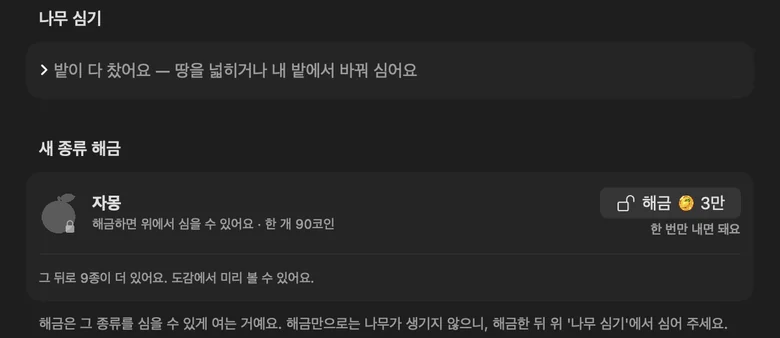 나무 심기
밭이 다 찼어요 — 땅을 넓히거나 내 밭에서 바꿔 심어요
새 종류 해금
자몽
해금하면 위에서 심을 수 있어요 · 한 개 90코인
해금 3만
한 번만 내면 돼요
그 뒤로 9종이 더 있어요. 도감에서 미리 볼 수 있어요.
해금은 그 종류를 심을 수 있게 여는 거예요. 해금만으로는 나무가 생기지 않으니, 해금한 뒤 위 '나무 심기'에서 심어 주세요.